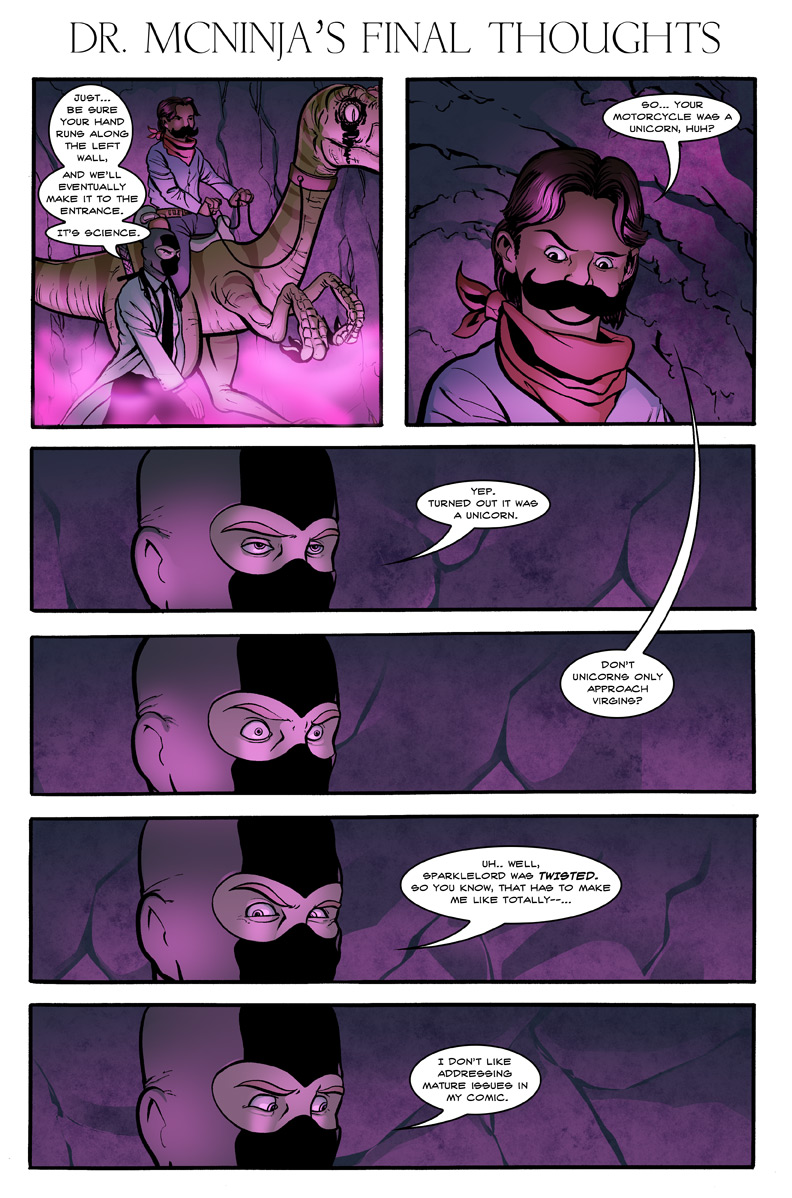 DR. MCNINJA'S FINAL THOUGHTS
JUST...
BE SURE
YOUR HAND
RUNS ALONG
THE LEFT
WALL,
AND WE'LL
EVENTUALLY
MAKE IT TO THE
ENTRANCE.
IT'S SCIENCE.
SO... YOUR
MOTORCYCLE WAS A
UNICORN, HUH?
YEP.
TURNED OUT IT WAS
A UNICORN.
DON'T
UNICORNS ONLY
APPROACH
VIRGINS?
UH.. WELL,
SPARKLELORD WAS TWISTED.
SO YOU KNOW, THAT HAS TO MAKE
ME LIKE TOTALLY--...
I DON'T LIKE
ADDRESSING
MATURE ISSUES IN
MY COMIC.